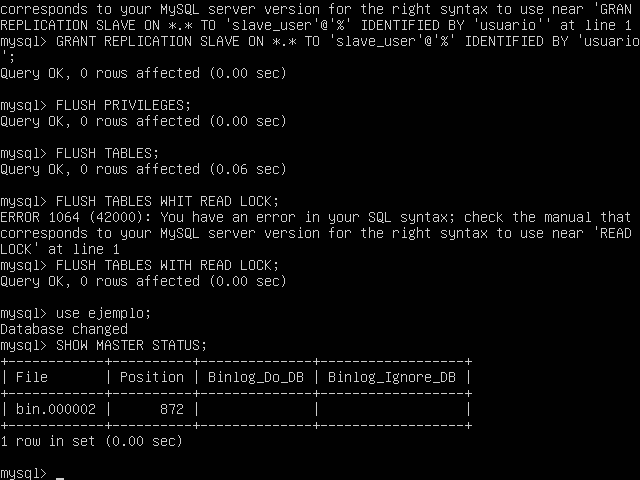 corresponds to your MySQL server version for the right syntax to use near 'GRAN
REPLICATION SLAVE ON *.* TO 'slave_user'@'%' IDENTIFIED BY 'usuario'' at line 1
mysql> GRANT REPLICATION SLAVE ON *.* TO 'slave_user'@'%' IDENTIFIED BY 'usuario
';
Query OK, 0 rows affected (0.00 sec)
mysql> FLUSH PRIVILEGES;
Query OK, 0 rows affected (0.00 sec)
mysql> FLUSH TABLES;
Query OK, 0 rows affected (0.06 sec)
mysql> FLUSH TABLES WHIT READ LOCK;
ERROR 1064 (42000): You have an error in your SQL syntax; check the manual that
corresponds to your MySQL server version for the right syntax to use near 'READ
LOCK' at line 1
mysql> FLUSH TABLES WITH READ LOCK;
Query OK, 0 rows affected (0.00 sec)
mysql> use ejemplo;
Database changed
mysql> SHOW MASTER STATUS;
+------------+----------+--------------+------------------+
| File       | Position | Binlog_Do_DB | Binlog_Ignore_DB |
+------------+----------+--------------+------------------+
| bin.000002 |      872 |              |                  |
+------------+----------+--------------+------------------+
1 row in set (0.00 sec)
mysql> _